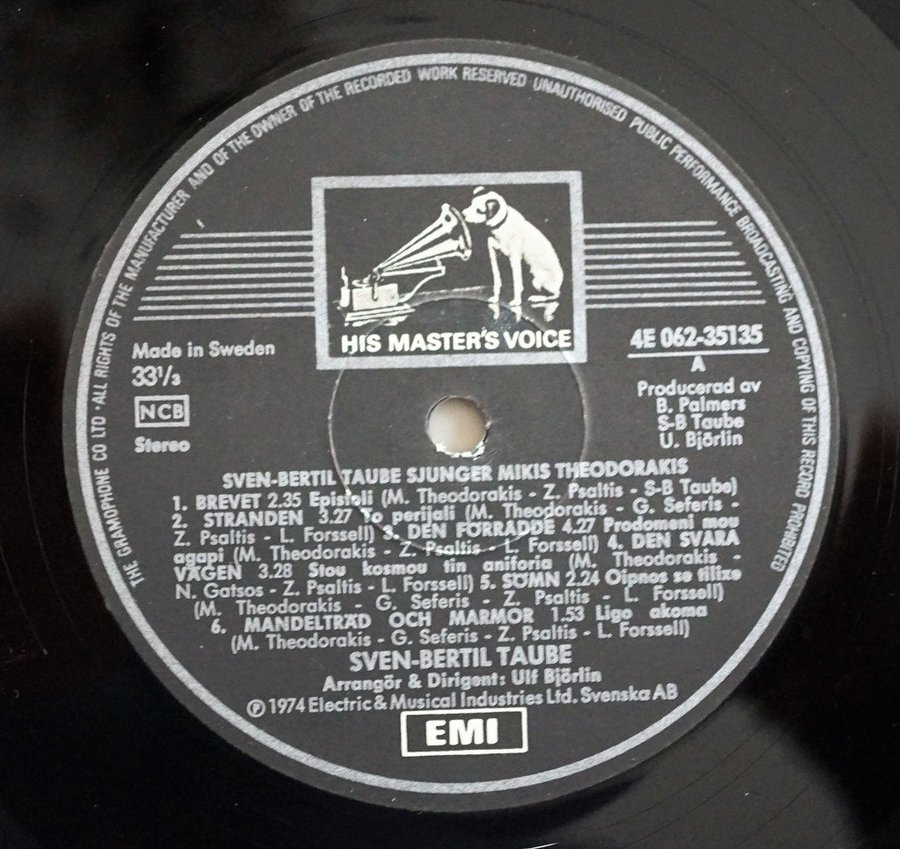 THE GRAMOPHONE CO LTD · ALL RIGHTS OF THE MANUFACTURER AND OF THE OWNER OF THE RECORDED WORK RESERVED UNAUTHORISED PUBLIC PERFORMANCE BROADCASTING AND COPYING OF THIS RECORD PROHIBITED
HIS MASTER'S VOICE
Made in Sweden
33⅓
NCB
Stereo
4E 062-35135
A
Producerad av
B. Palmers
S-B Taube
U. Björlin
SVEN-BERTIL TAUBE SJUNGER MIKIS THEODORAKIS
1. BREVET 2.35 Epistoli (M. Theodorakis - Z. Psaltis - S-B Taube)
2. STRANDEN 3.27 To perijali (M. Theodorakis - G. Seferis -
Z. Psaltis - L. Forssell) 3. DEN FÖRRÅDDE 4.27 Prodomeni mou
agapi (M. Theodorakis - Z. Psaltis - L. Forssell) 4. DEN SVÅRA
VÄGEN 3.28 Stou kosmou tin aniforia (M. Theodorakis -
N. Gatsos - Z. Psaltis - L. Forssell) 5. SÖMN 2.24 Oipnos se tilixe
(M. Theodorakis - G. Seferis - Z. Psaltis - L. Forssell)
6. MANDELTRÄD OCH MARMOR 1.53 Ligo akoma
(M. Theodorakis - G. Seferis - Z. Psaltis - L. Forssell)
SVEN-BERTIL TAUBE
Arrangör & Dirigent: Ulf Björlin
℗ 1974 Electric & Musical Industries Ltd. Svenska AB
EMI